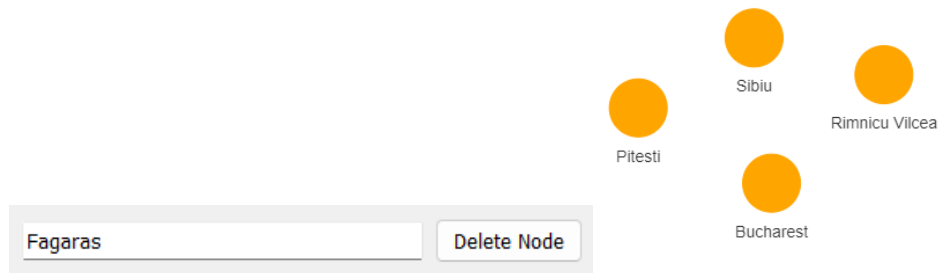 Sibiu
Rimnicu Vilcea
Pitesti
Bucharest
Fagaras
Delete Node